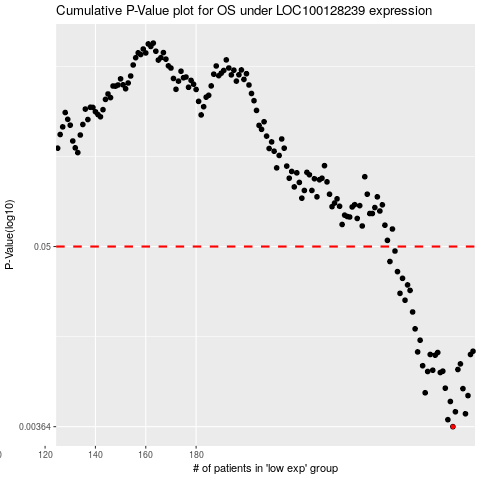 Cumulative P-Value plot for OS under LOC100128239 expression
P-Value(log10)
0.05
0.00364
0
120
140
160
180
# of patients in 'low exp' group